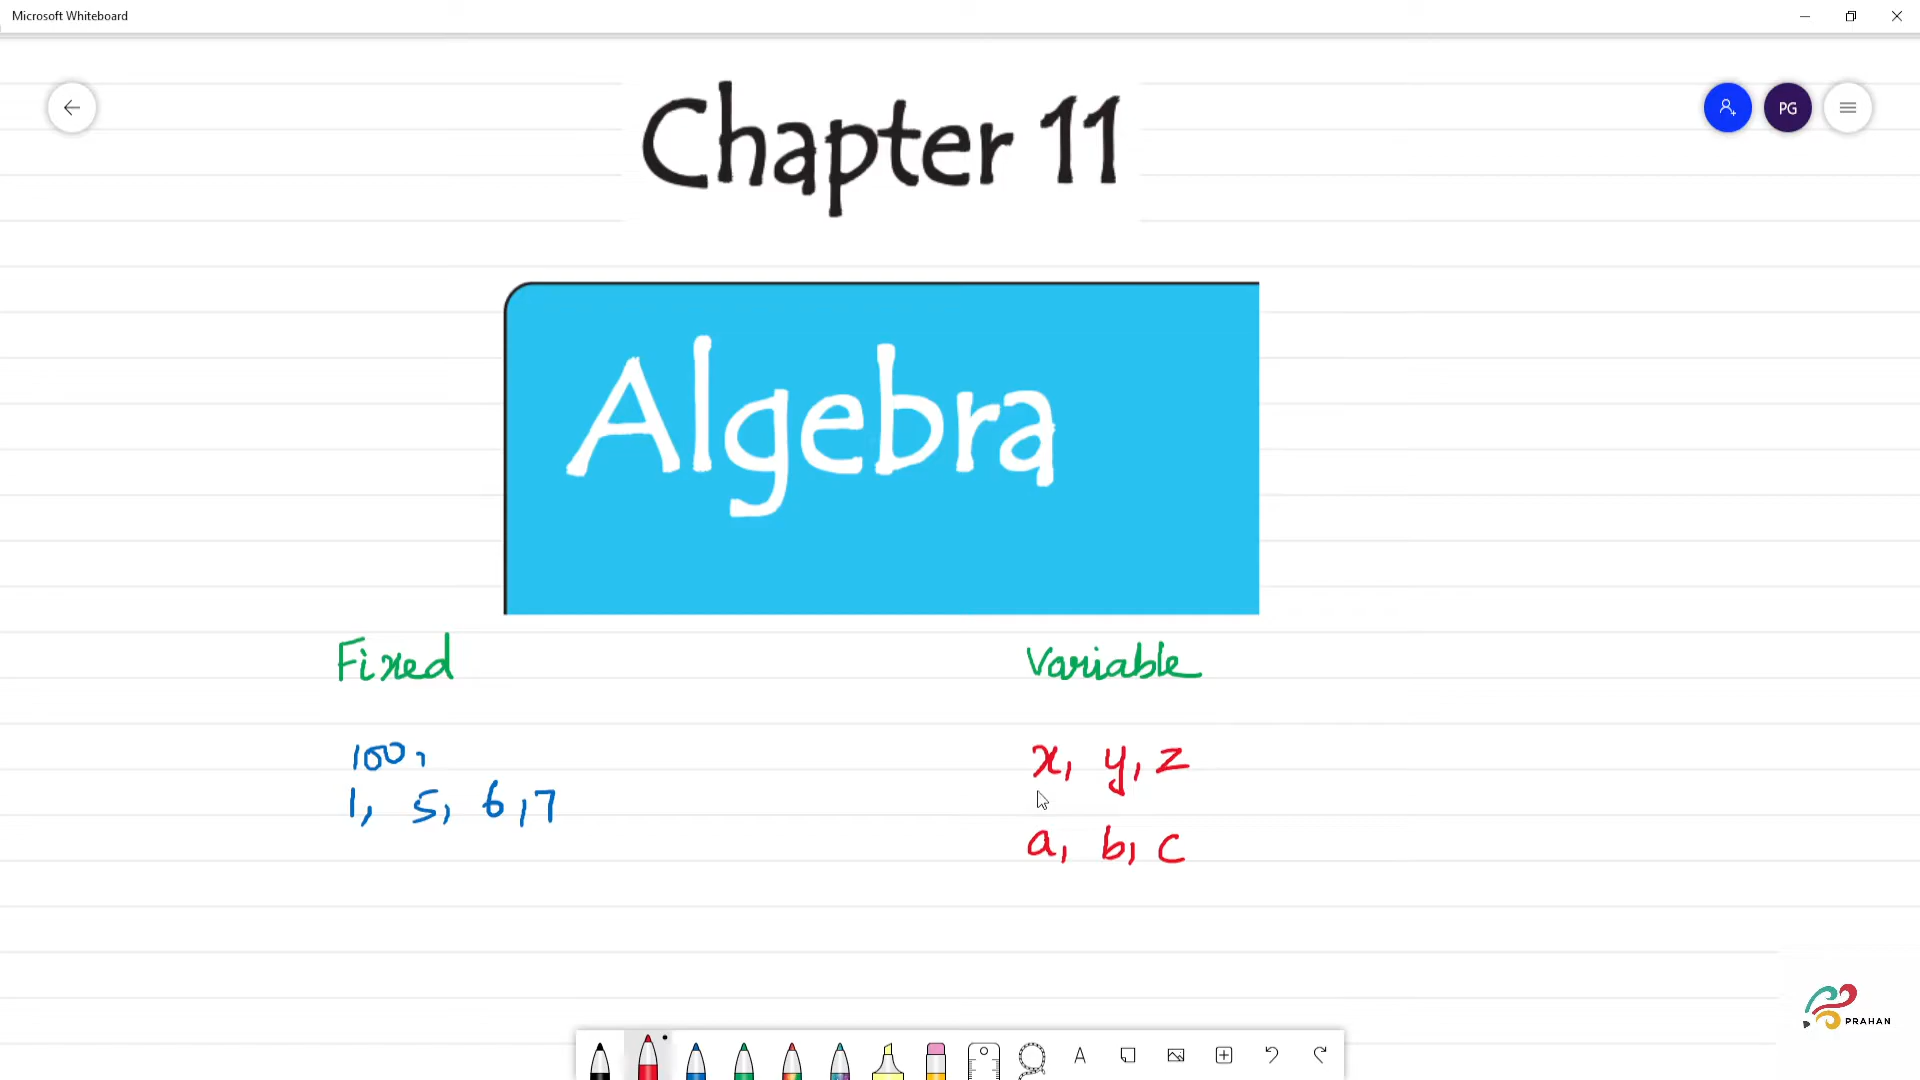 Microsoft Whiteboard
PG
Chapter 11
Algebra
Fixed
Variable
100,
x, y, z
1, 5, 6, 7
a, b, c
PRAHAN
A